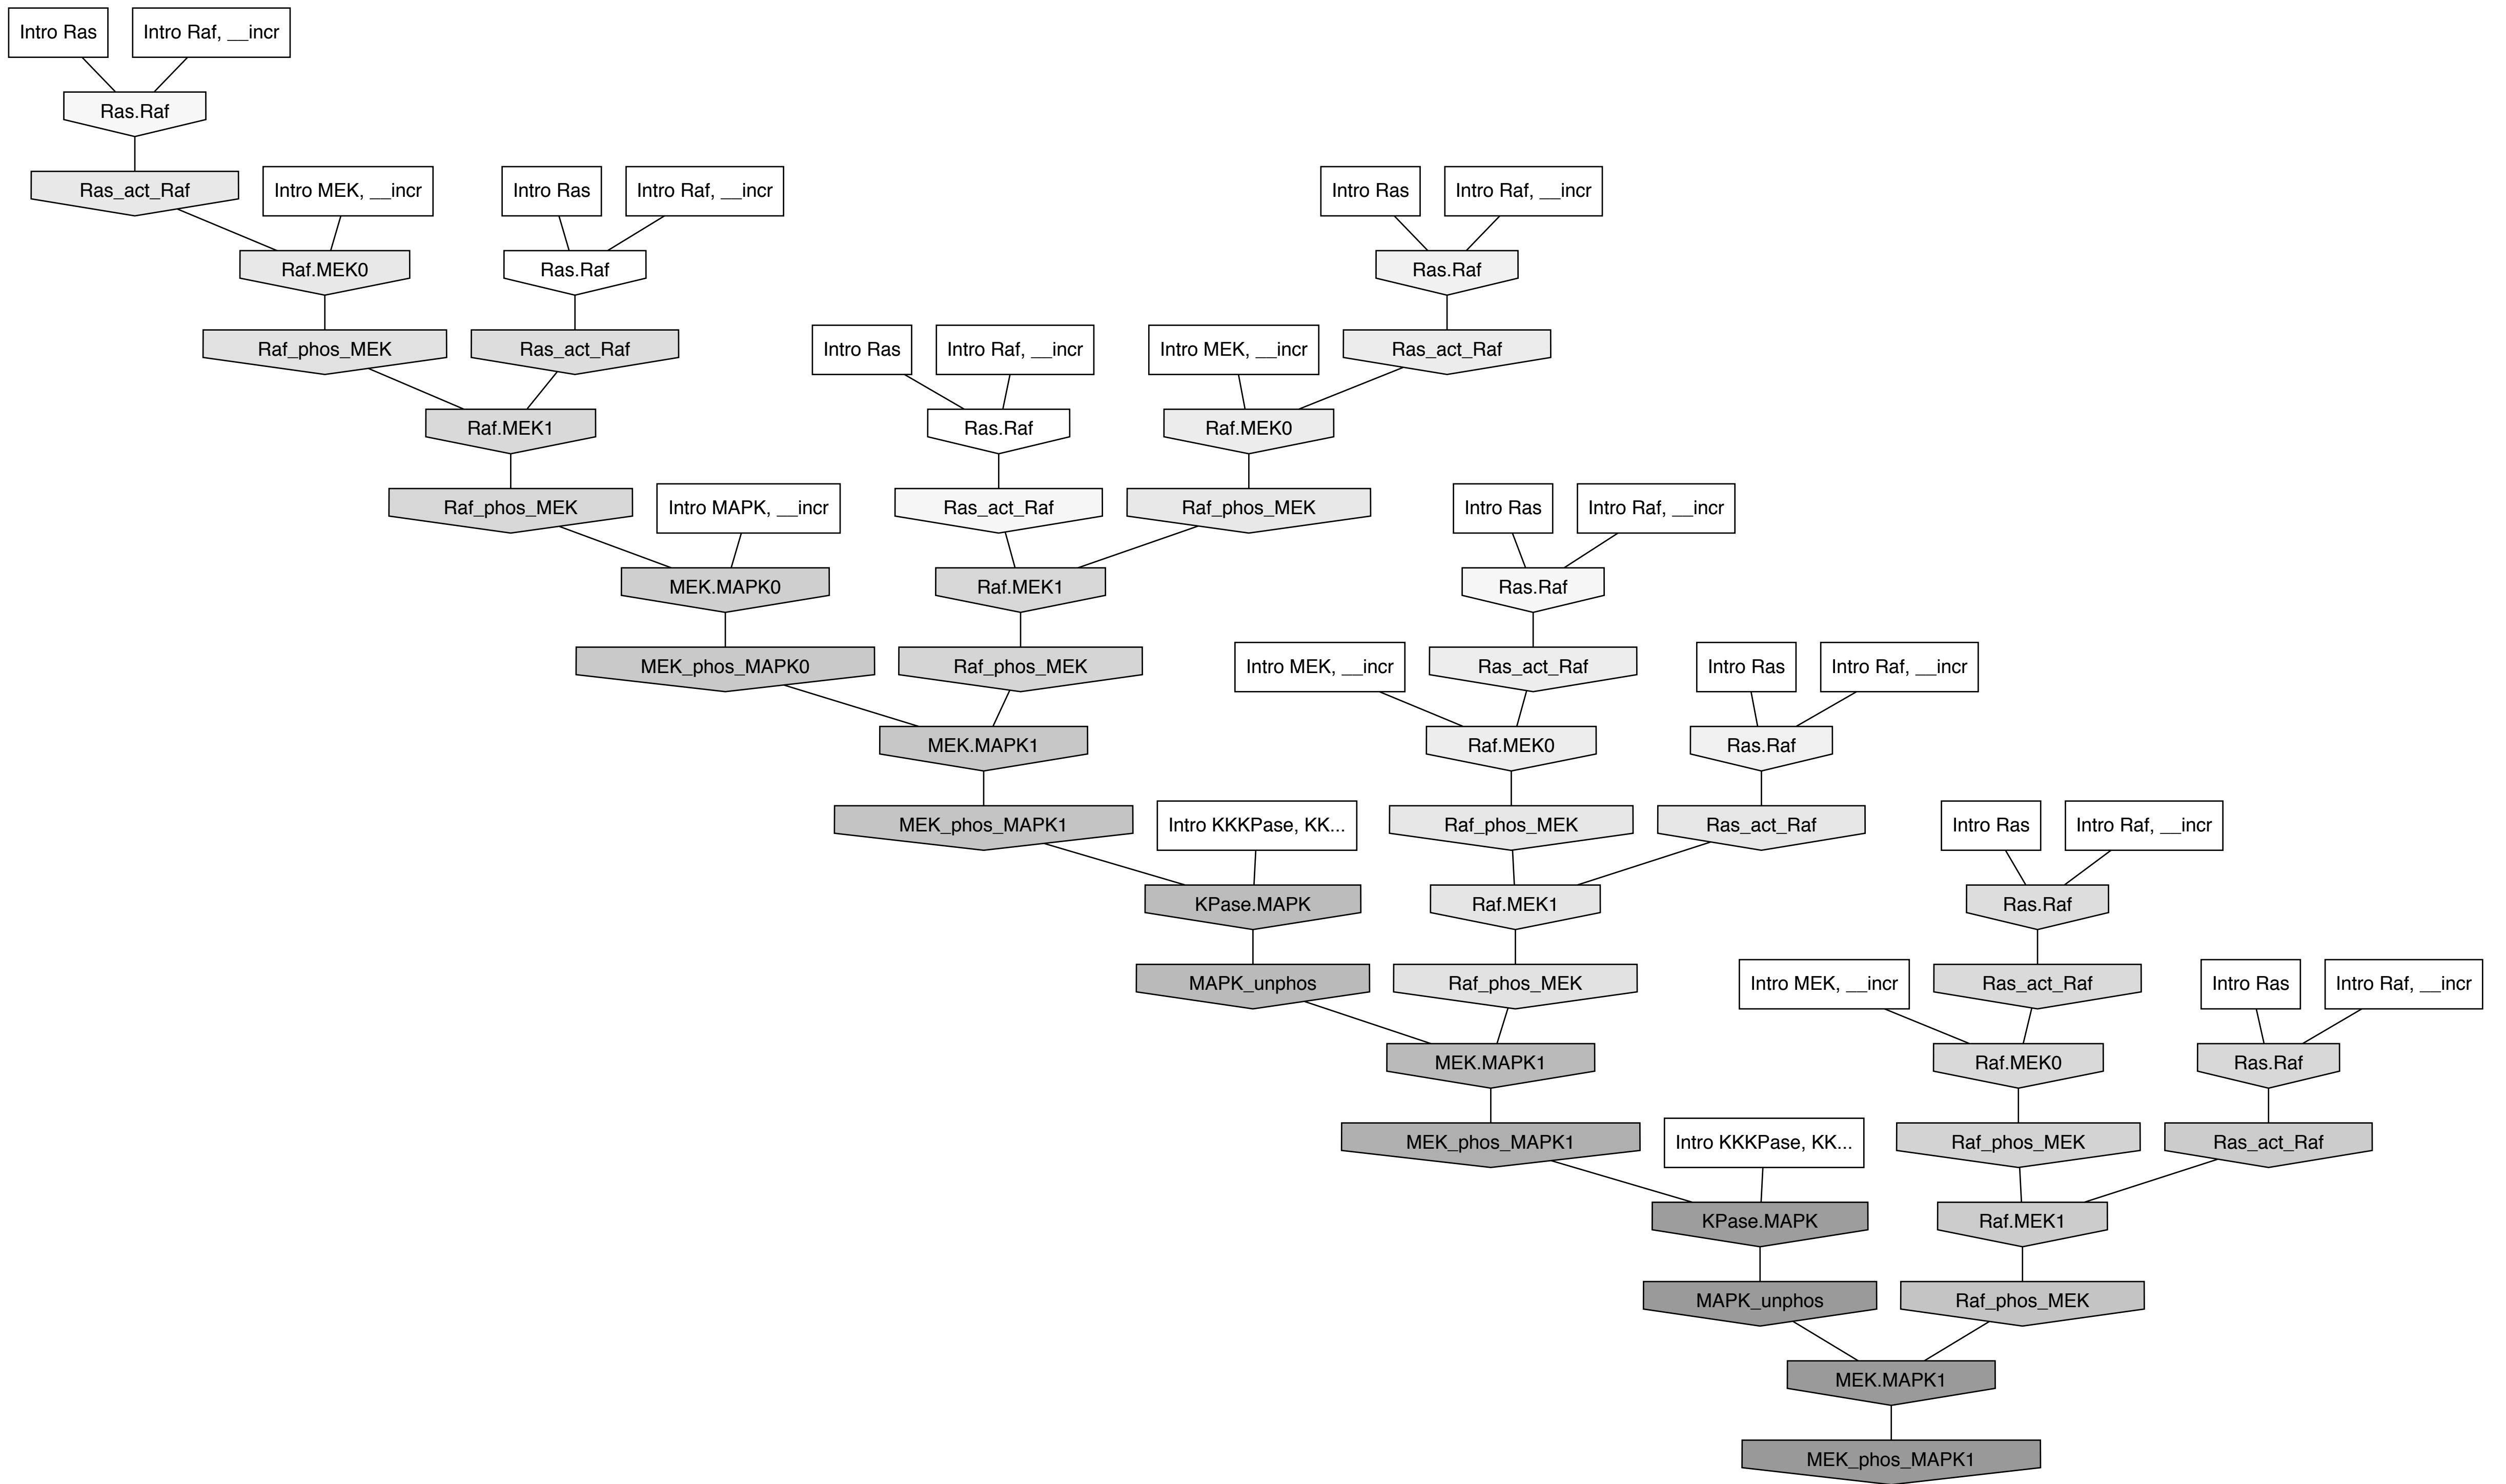 Intro Ras
Intro Raf, __incr
Ras.Raf
Ras_act_Raf
Intro MEK, __incr
Intro Ras
Intro Raf, __incr
Intro Ras
Intro Raf, __incr
Raf.MEK0
Ras.Raf
Ras.Raf
Raf_phos_MEK
Ras_act_Raf
Intro Ras
Intro Raf, __incr
Intro MEK, __incr
Ras_act_Raf
Raf.MEK1
Ras.Raf
Raf.MEK0
Raf_phos_MEK
Intro MAPK, __incr
Ras_act_Raf
Raf_phos_MEK
Intro Ras
Intro Raf, __incr
MEK.MAPK0
Raf.MEK1
Ras.Raf
MEK_phos_MAPK0
Raf_phos_MEK
Intro MEK, __incr
Ras_act_Raf
Intro Ras
Intro Raf, __incr
MEK.MAPK1
Raf.MEK0
Ras.Raf
MEK_phos_MAPK1
Intro KKKPase, KK...
Raf_phos_MEK
Ras_act_Raf
Intro Ras
Intro Raf, __incr
KPase.MAPK
Raf.MEK1
Ras.Raf
MAPK_unphos
Raf_phos_MEK
Intro MEK, __incr
Ras_act_Raf
Intro Ras
Intro Raf, __incr
MEK.MAPK1
Raf.MEK0
Ras.Raf
MEK_phos_MAPK1
Intro KKKPase, KK...
Raf_phos_MEK
Ras_act_Raf
KPase.MAPK
Raf.MEK1
MAPK_unphos
Raf_phos_MEK
MEK.MAPK1
MEK_phos_MAPK1